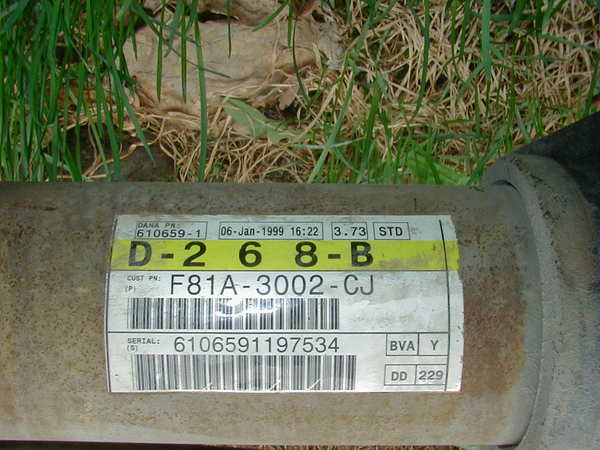 DANA PN:
610659-1 06-Jan-1999 16:22 3.73 STD
D-2 6 8-B
CUST PN:
(P) F81A-3002-CJ
SERIAL:
(S) 6106591197534 BVA Y
DD 229